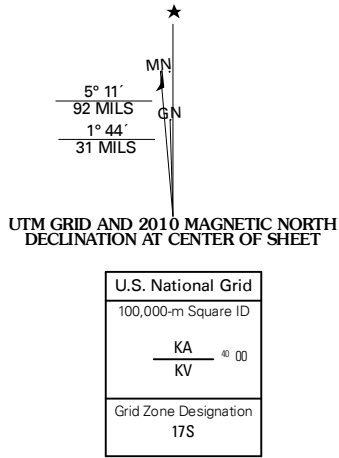 ★
MN
5° 11´
92 MILS
GN
1° 44´
31 MILS
UTM GRID AND 2010 MAGNETIC NORTH
DECLINATION AT CENTER OF SHEET
U.S. National Grid
100,000-m Square ID
KA
40 00
KV
Grid Zone Designation
17S